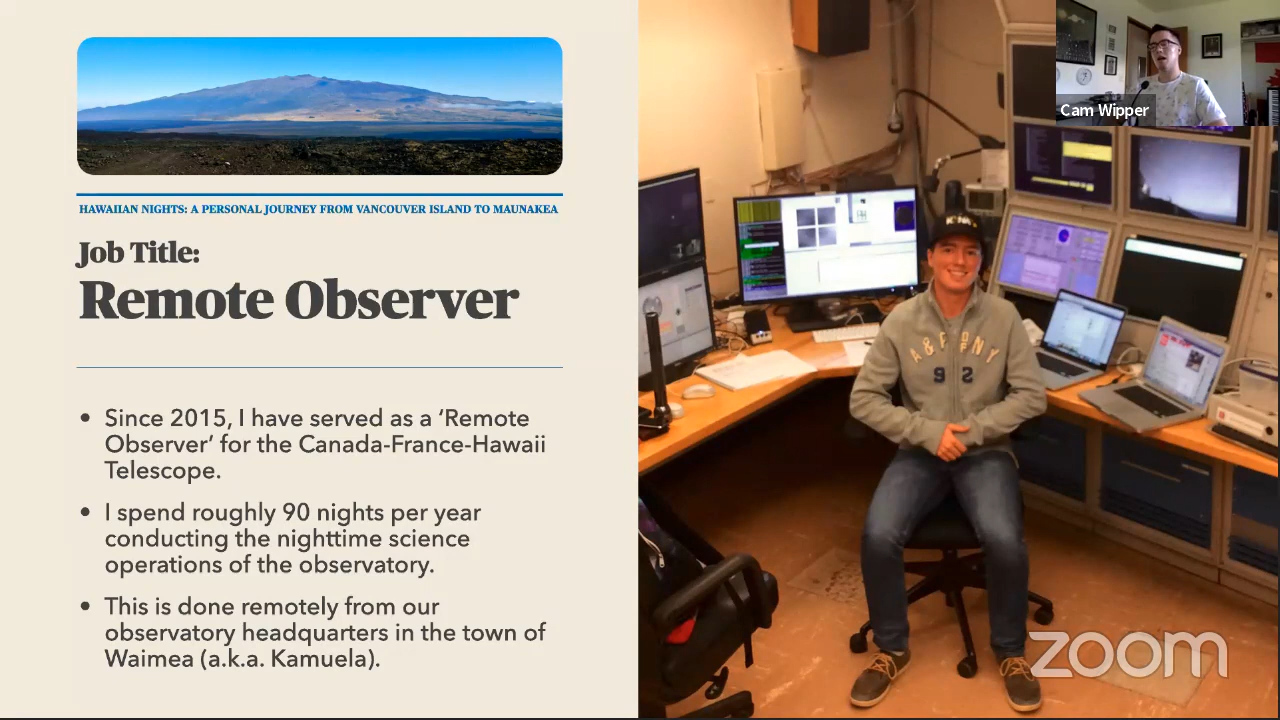 HAWAIIAN NIGHTS: A PERSONAL JOURNEY FROM VANCOUVER ISLAND TO MAUNAKEA
Job Title:
Remote Observer
• Since 2015, I have served as a ‘Remote
Observer’ for the Canada-France-Hawaii
Telescope.
• I spend roughly 90 nights per year
conducting the nighttime science
operations of the observatory.
• This is done remotely from our
observatory headquarters in the town of
Waimea (a.k.a. Kamuela).
Cam Wipper
zoom